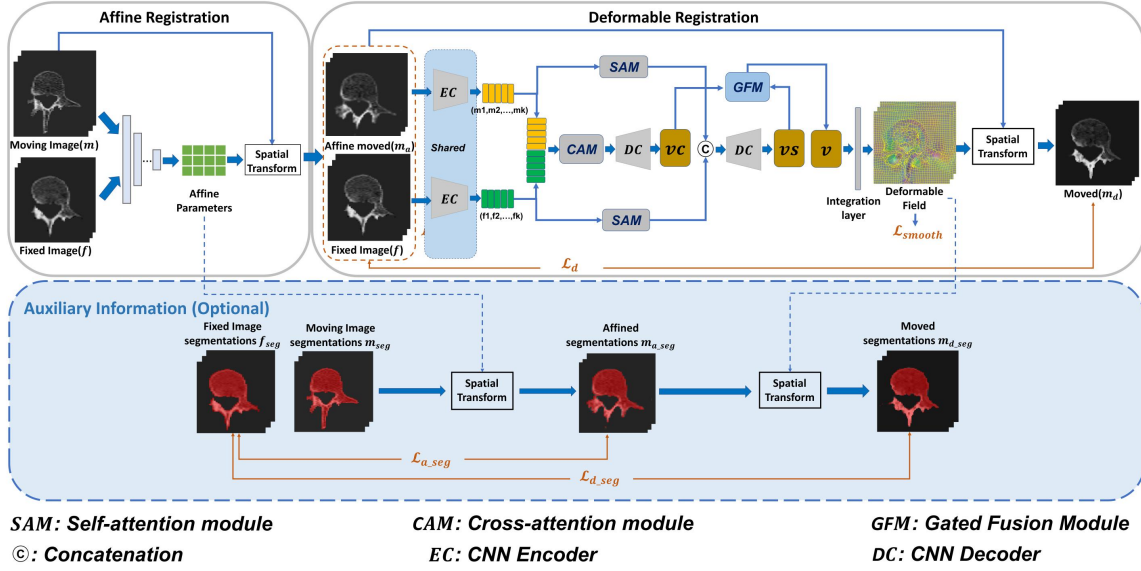 Affine Registration
Deformable Registration
Moving Image(m)
Fixed Image(f)
...
Affine Parameters
Spatial Transform
Affine moved(m_a)
Fixed Image(f)
Shared
EC
EC
(m1,m2,...,mk)
(f1,f2,...,fk)
SAM
SAM
CAM
DC
vc
C
DC
GFM
vs
v
Integration layer
Deformable Field
L_smooth
Spatial Transform
Moved(m_d)
L_d
Auxiliary Information (Optional)
Fixed Image segmentations f_seg
Moving Image segmentations m_seg
Spatial Transform
Affined segmentations m_a_seg
Spatial Transform
Moved segmentations m_d_seg
L_a_seg
L_d_seg
SAM: Self-attention module
CAM: Cross-attention module
GFM: Gated Fusion Module
©: Concatenation
EC: CNN Encoder
DC: CNN Decoder